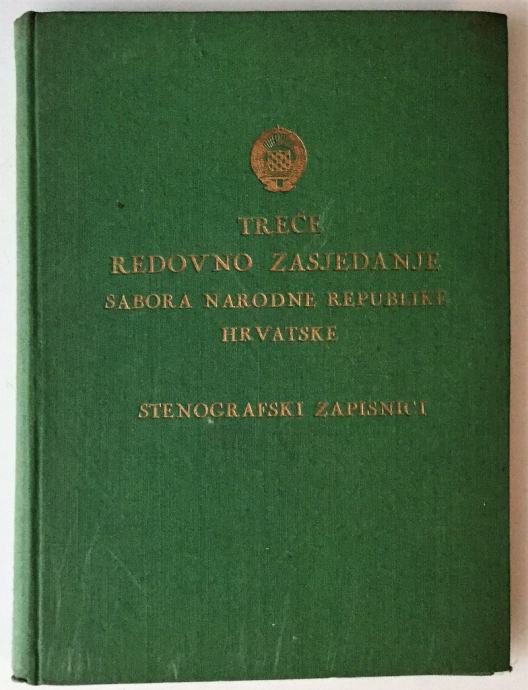 TREĆE
REDOVNO ZASJEDANJE
SABORA NARODNE REPUBLIKE
HRVATSKE
STENOGRAFSKI ZAPISNICI